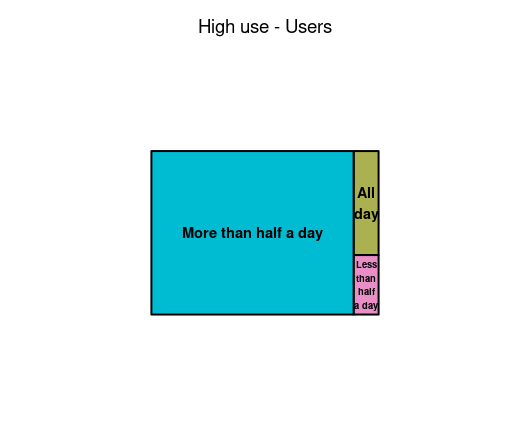 High use - Users
More than half a day
All
day
Less
than
half
a day